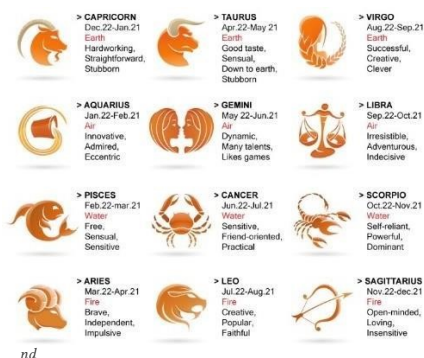 > CAPRICORN
Dec.22-Jan.21
Earth
Hardworking,
Straightforward,
Stubborn
> TAURUS
Apr.22-May 21
Earth
Good taste,
Sensual,
Down to earth,
Stubborn
> VIRGO
Aug.22-Sep.21
Earth
Successful,
Creative,
Clever
> AQUARIUS
Jan.22-Feb.21
Air
Innovative,
Admired,
Eccentric
> GEMINI
May 22-Jun.21
Air
Dynamic,
Many talents,
Likes games
> LIBRA
Sep.22-Oct.21
Air
Irresistible,
Adventurous,
Indecisive
> PISCES
Feb.22-mar.21
Water
Free,
Sensual,
Sensitive
> CANCER
Jun.22-Jul.21
Water
Sensitive,
Friend-oriented,
Practical
> SCORPIO
Oct.22-Nov.21
Water
Self-reliant,
Powerful,
Dominant
> ARIES
Mar.22-Apr.21
Fire
Brave,
Independent,
Impulsive
> LEO
Jul.22-Aug.21
Fire
Creative,
Popular,
Faithful
> SAGITTARIUS
Nov.22-dec.21
Fire
Open-minded,
Loving,
Insensitive
nd